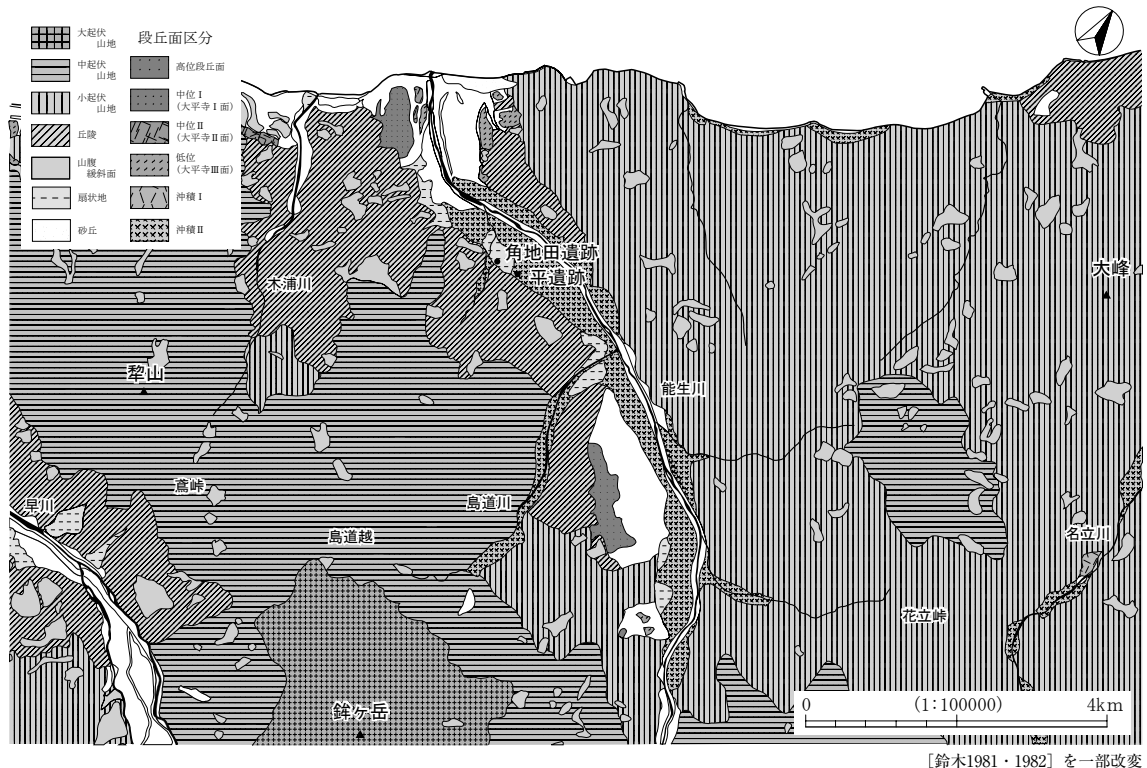 大起伏
山地
中起伏
山地
小起伏
山地
丘陵
山腹
緩斜面
扇状地
砂丘
段丘面区分
高位段丘面
中位Ⅰ
(大平寺Ⅰ面)
中位Ⅱ
(大平寺Ⅱ面)
低位
(大平寺Ⅲ面)
沖積Ⅰ
沖積Ⅱ
角地田遺跡
平遺跡
木浦川
大峰
犂山
能生川
鳶峠
早川
島道川
島道越
名立川
花立峠
鉾ヶ岳
0 (1:100000) 4km
[鈴木1981・1982] を一部改変